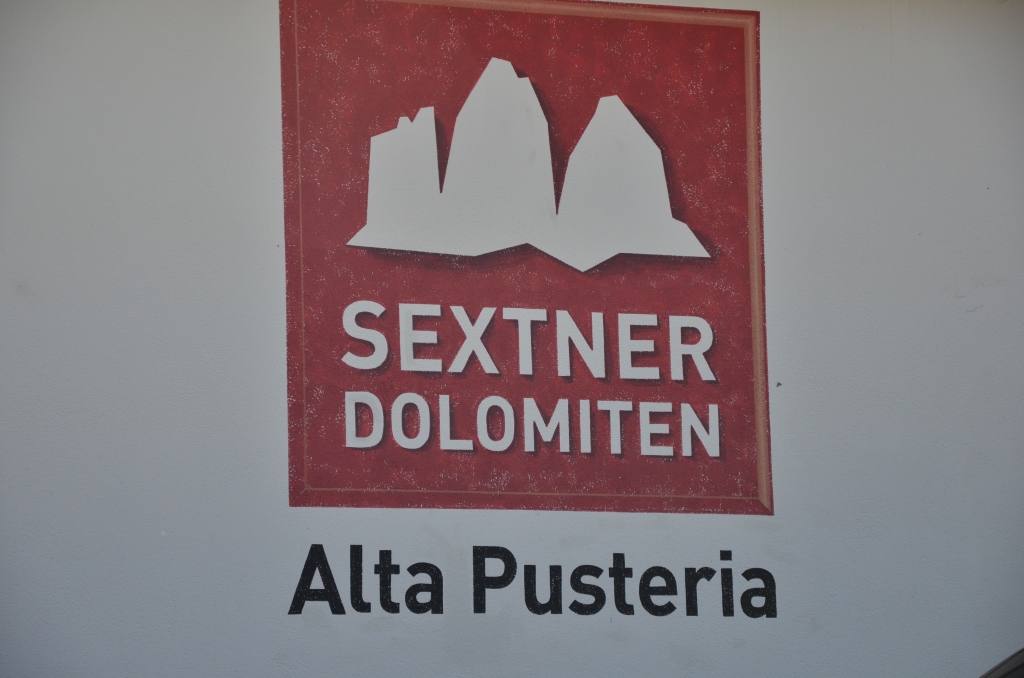 SEXTNER
DOLOMITEN
Alta Pusteria